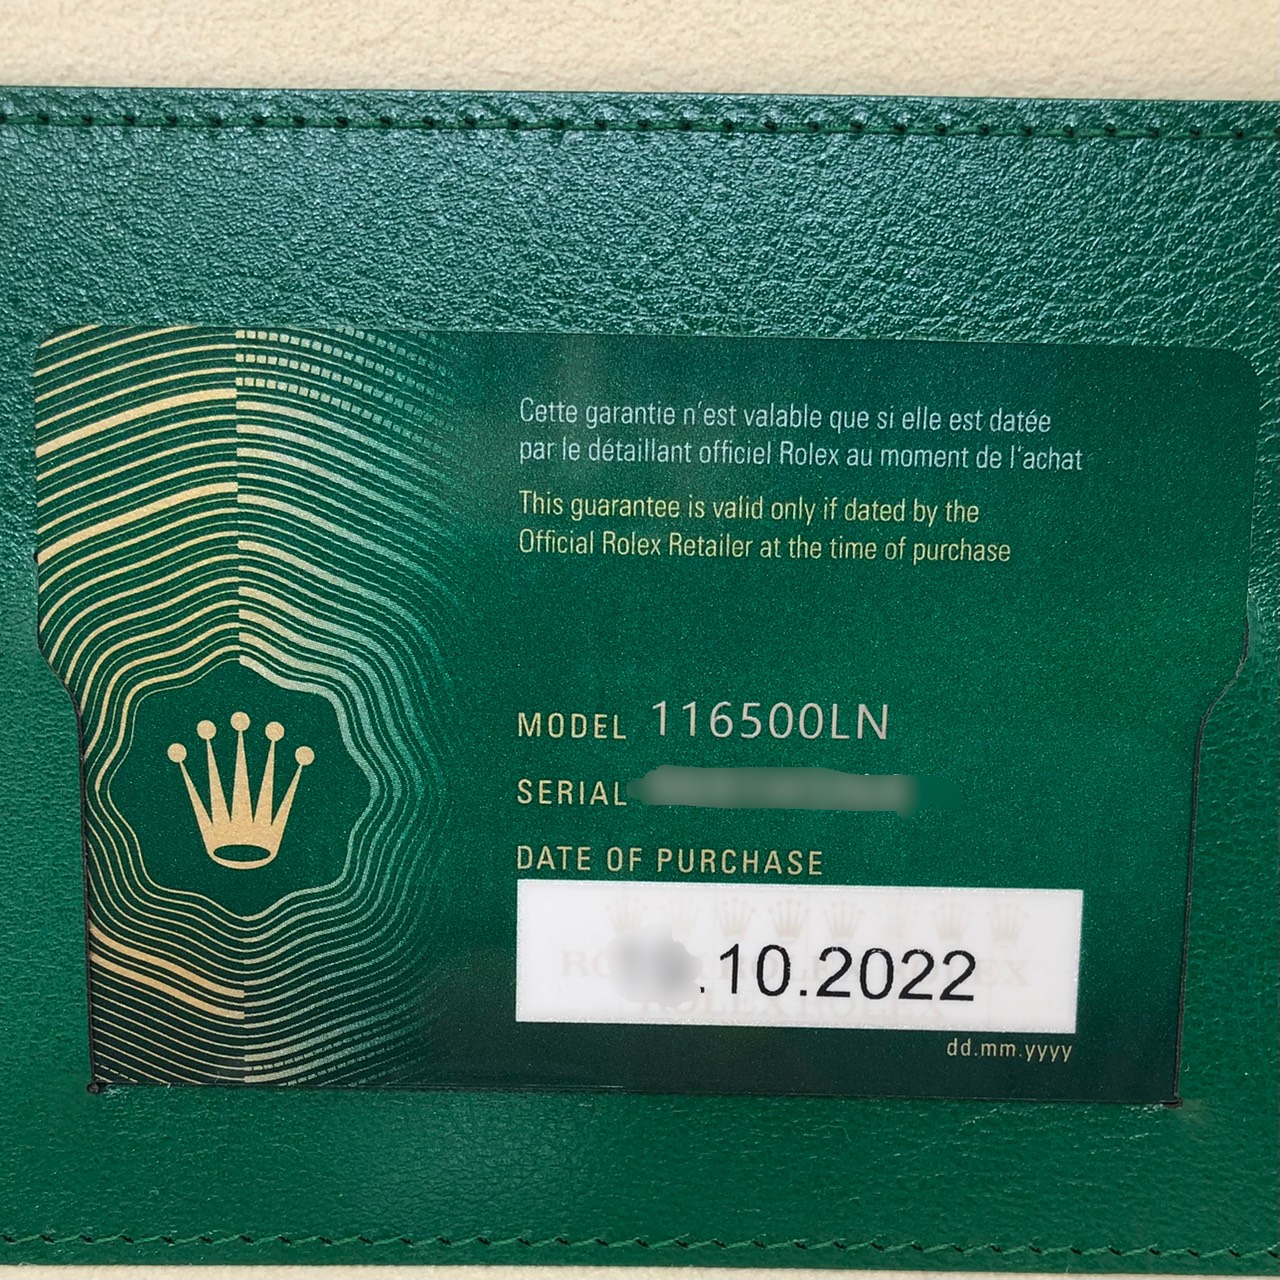 Cette garantie n'est valable que si elle est datée
par le détaillant officiel Rolex au moment de l'achat
This guarantee is valid only if dated by the
Official Rolex Retailer at the time of purchase
MODEL 116500LN
SERIAL
DATE OF PURCHASE
.10.2022
dd.mm.yyyy